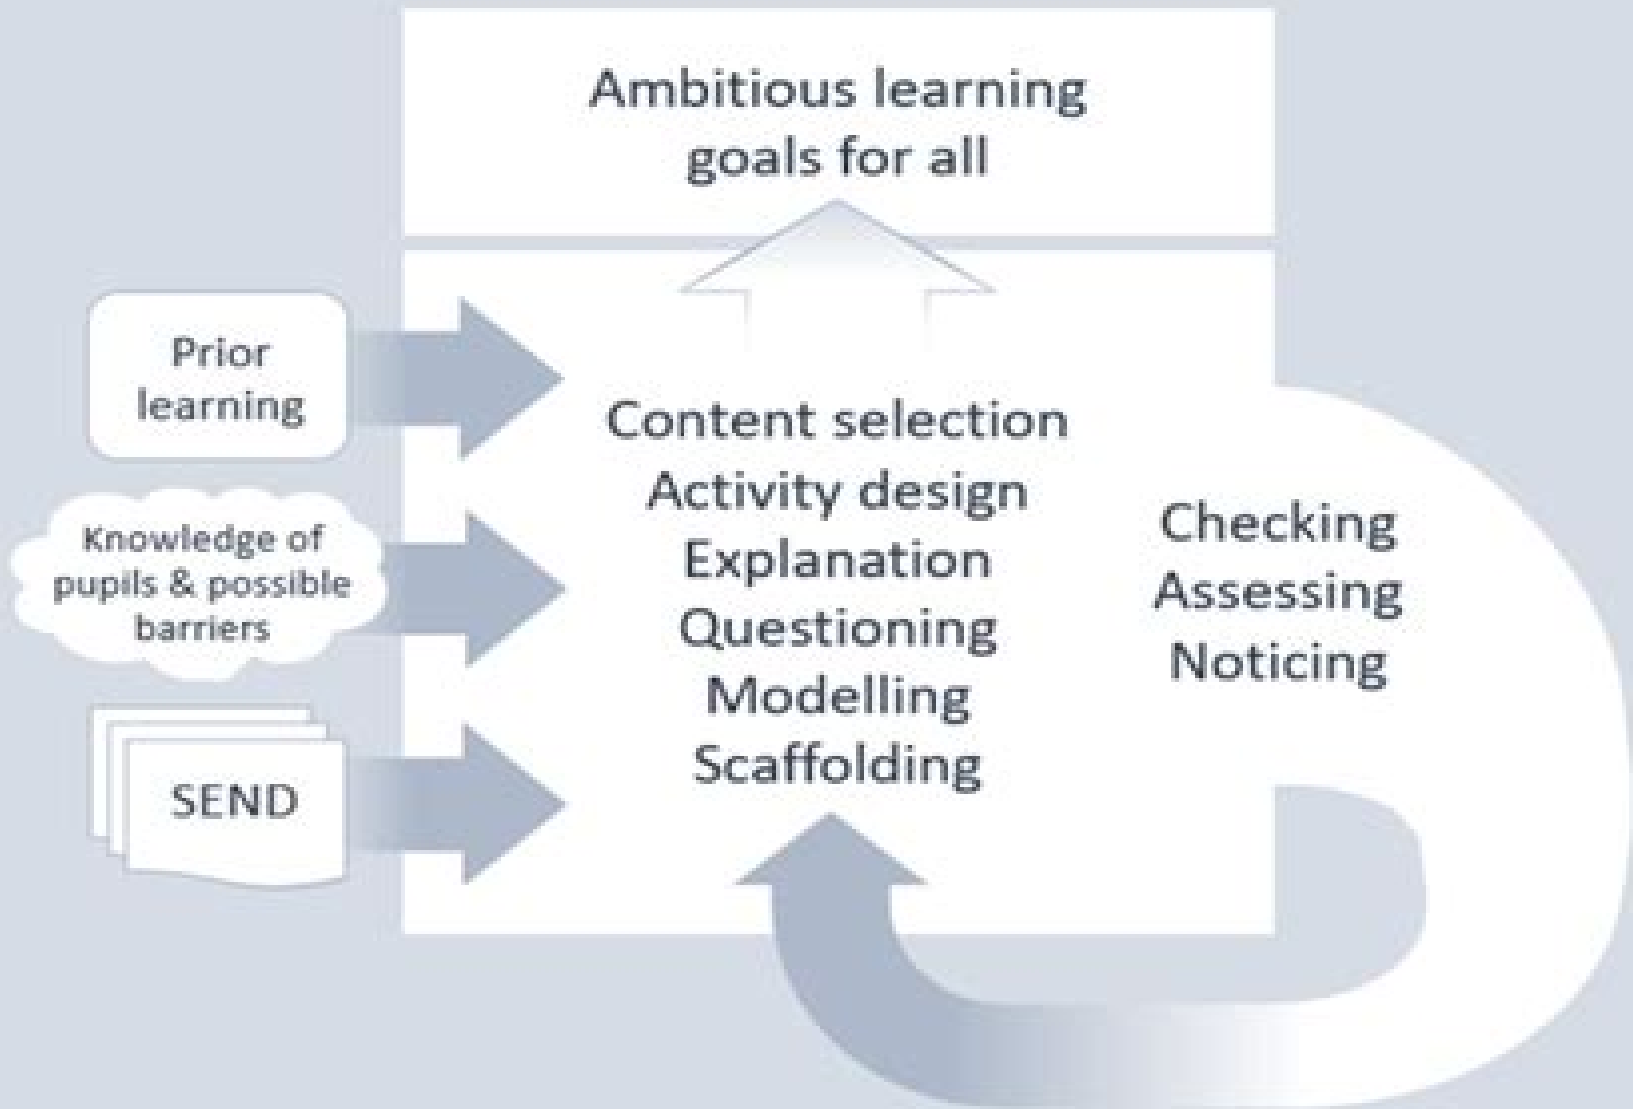 Ambitious learning
goals for all
Prior
learning
Knowledge of
pupils & possible
barriers
SEND
Content selection
Activity design
Explanation
Questioning
Modelling
Scaffolding
Checking
Assessing
Noticing